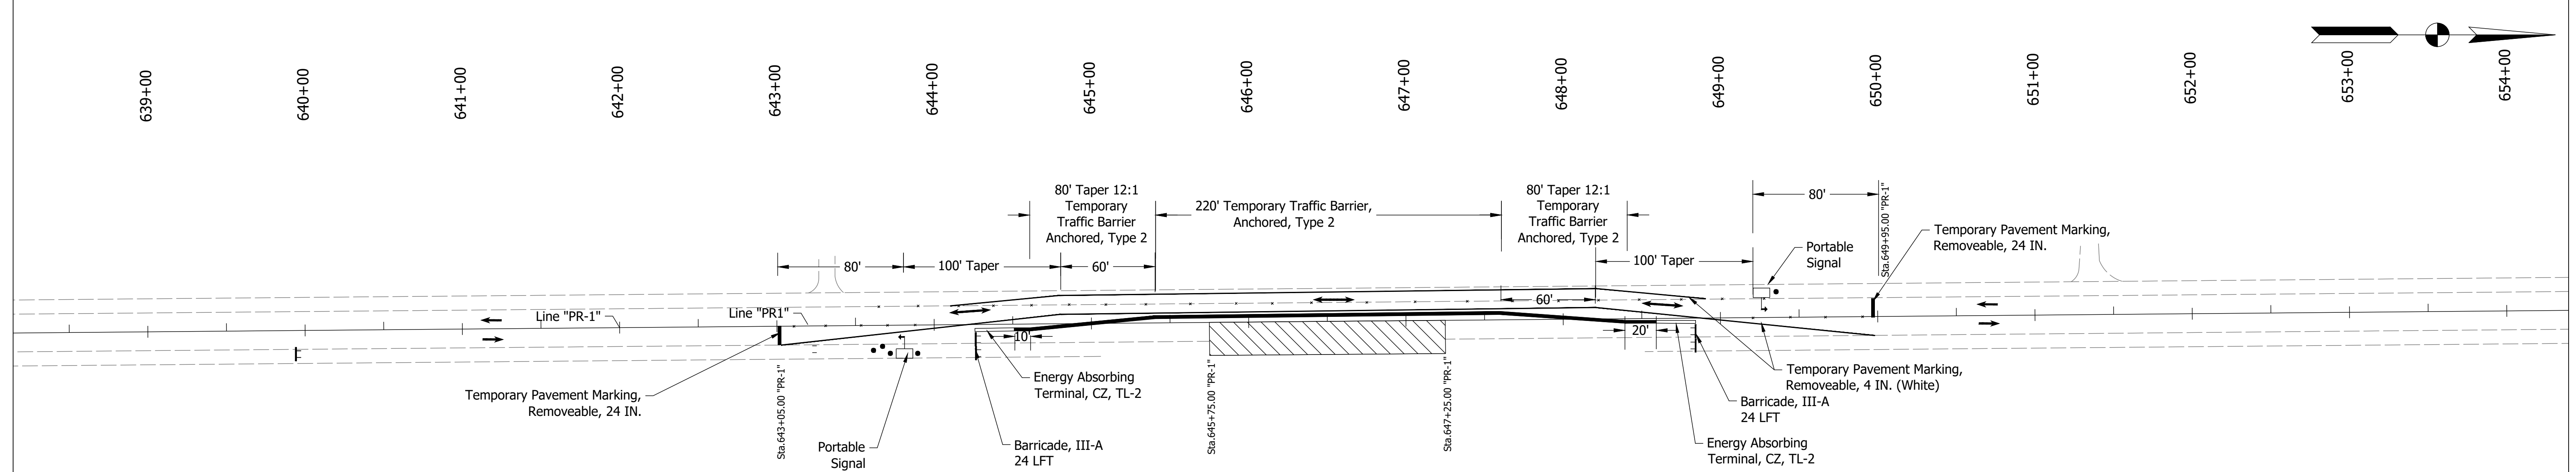 639+00
640+00
641+00
642+00
643+00
644+00
645+00
646+00
647+00
648+00
649+00
650+00
651+00
652+00
653+00
654+00
80' Taper 12:1
Temporary
Traffic Barrier
Anchored, Type 2
220' Temporary Traffic Barrier,
Anchored, Type 2
80' Taper 12:1
Temporary
Traffic Barrier
Anchored, Type 2
80'
Sta.649+95.00 "PR-1"
Temporary Pavement Marking,
Removeable, 24 IN.
Portable
Signal
80'
100' Taper
60'
100' Taper
60'
Line "PR-1"
Line "PR1"
10'
20'
Temporary Pavement Marking,
Removeable, 24 IN.
Sta.643+05.00 "PR-1"
Portable
Signal
Energy Absorbing
Terminal, CZ, TL-2
Barricade, III-A
24 LFT
Sta.645+75.00 "PR-1"
Sta.647+25.00 "PR-1"
Temporary Pavement Marking,
Removeable, 4 IN. (White)
Barricade, III-A
24 LFT
Energy Absorbing
Terminal, CZ, TL-2